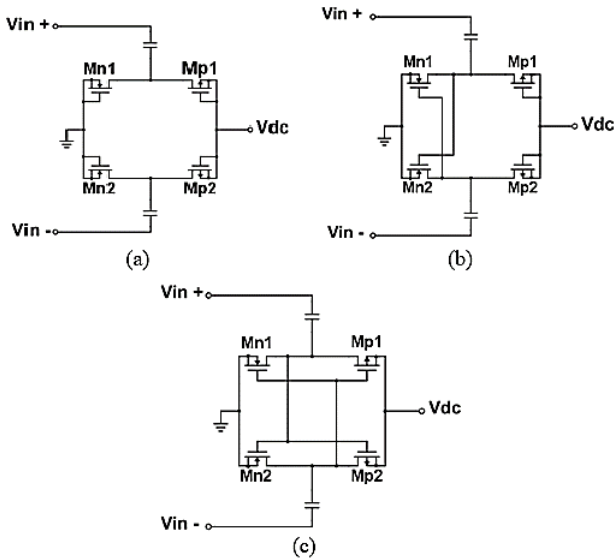 Vin +
Mn1 Mp1
Vdc
Mn2 Mp2
Vin -
(a)
Vin +
Mn1 Mp1
Vdc
Mn2 Mp2
Vin -
(b)
Vin +
Mn1 Mp1
Vdc
Mn2 Mp2
Vin -
(c)